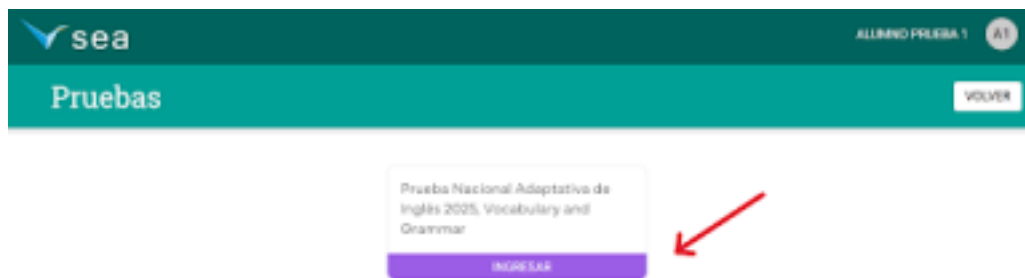 sea
ALUMNO PRUEBA 1
A1
Pruebas
VOLVER
Prueba Nacional Adaptativa de
Inglés 2025, Vocabulary and
Grammar
INGRESAR